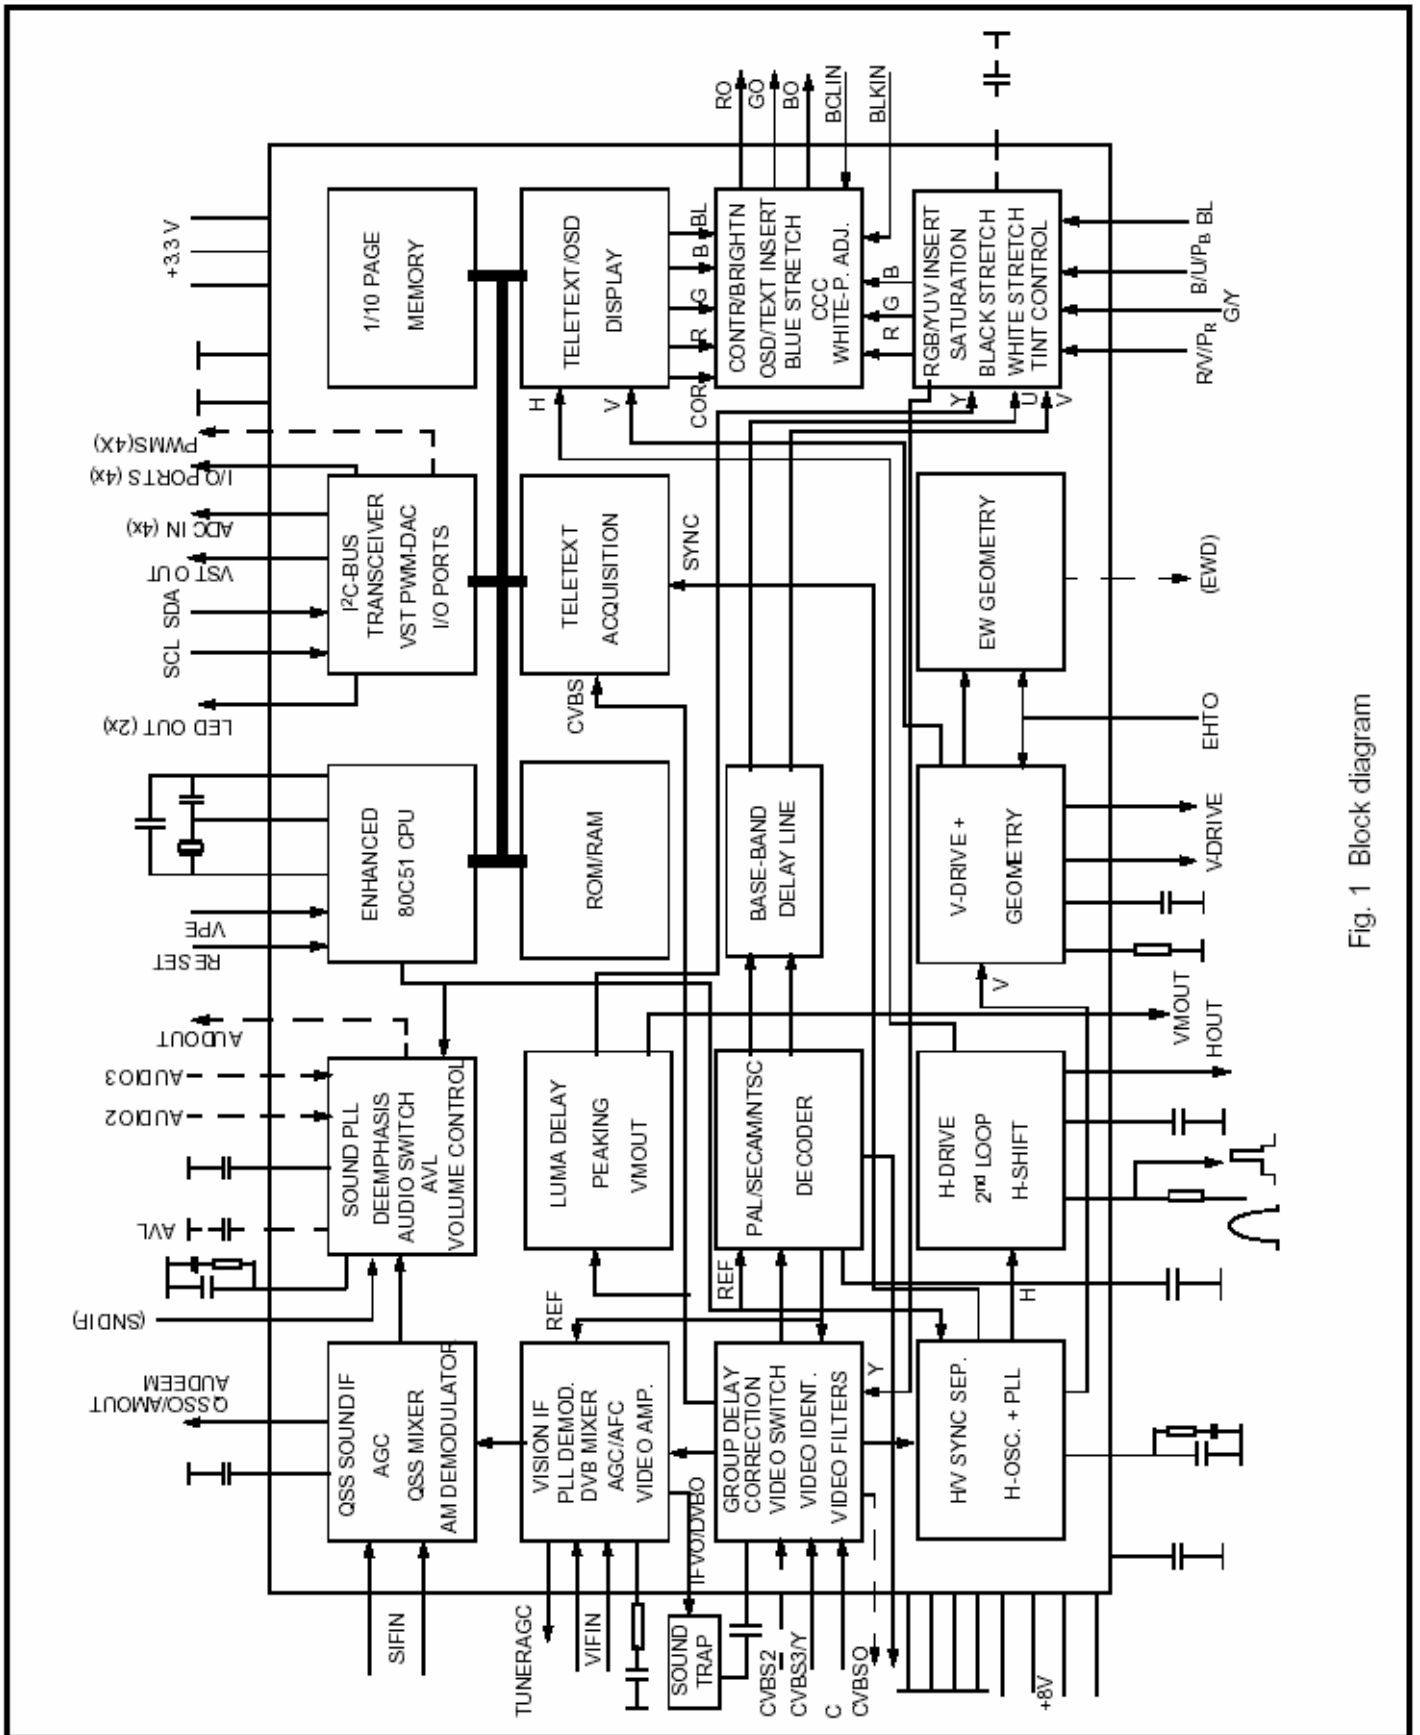 +3.3 V
LED OUT (2x)
SCL
SDA
VST OUT
ADC IN (4x)
I/O PORTS (4x)
PWMS(4X)
RESET
VPE
AUDOUT
AUDIO3
AUDIO2
AVL
(SNDIF)
QSSO/AMOUT
AUDEEM
QSS SOUND IF
AGC
QSS MIXER
AM DEMODULATOR
SOUND PLL
DEEMPHASIS
AUDIO SWITCH
AVL
VOLUME CONTROL
ENHANCED
80C51 CPU
I²C-BUS
TRANSCEIVER
VST PWM-DAC
I/O PORTS
1/10 PAGE
MEMORY
SIFIN
TUNERAGC
VIFIN
REF
VISION IF
PLL DEMOD.
DVB MIXER
AGC/AFC
VIDEO AMP.
LUMA DELAY
PEAKING
VMOUT
ROM/RAM
CVBS
TELETEXT
ACQUISITION
SYNC
H
V
TELETEXT/OSD
DISPLAY
IFVO/DVBO
SOUND
TRAP
CVBS2
CVBS3/Y
C
CVBSO
GROUP DELAY
CORRECTION
VIDEO SWITCH
VIDEO IDENT.
VIDEO FILTERS
REF
PAL/SECAM/NTSC
DECODER
BASE-BAND
DELAY LINE
COR
R
G
B
BL
CONTR/BRIGHTN
OSD/TEXT INSERT
BLUE STRETCH
CCC
WHITE-P. ADJ.
RO
GO
BO
BCLIN
BLKIN
R
G
B
Y
Y
U
V
RGB/YUV INSERT
SATURATION
BLACK STRETCH
WHITE STRETCH
TINT CONTROL
+8V
H/V SYNC SEP.
H-OSC. + PLL
H
H-DRIVE
2nd LOOP
H-SHIFT
V
V-DRIVE +
GEOMETRY
EW GEOMETRY
HOUT
VMOUT
V-DRIVE
EHTO
(EWD)
R/V/PR
G/Y
B/U/PB
BL
Fig. 1 Block diagram